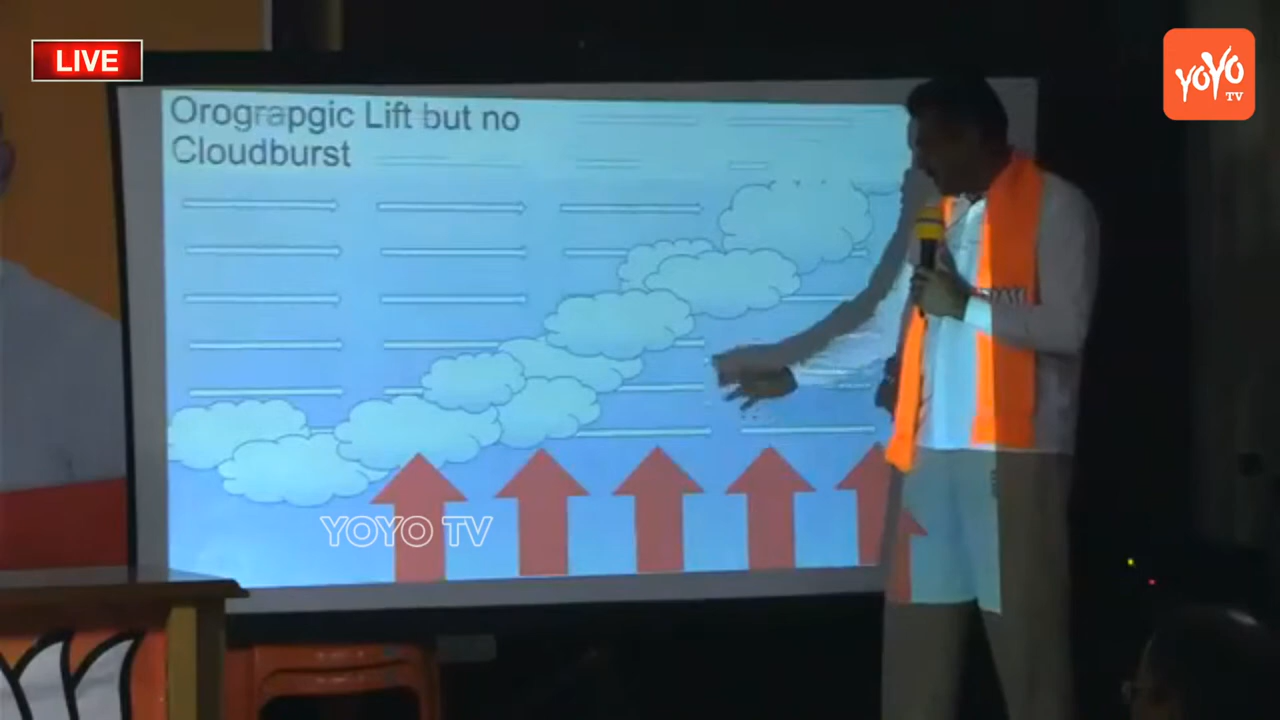 LIVE
YOYO
TV
Orograpgic Lift but no
Cloudburst
YOYO TV